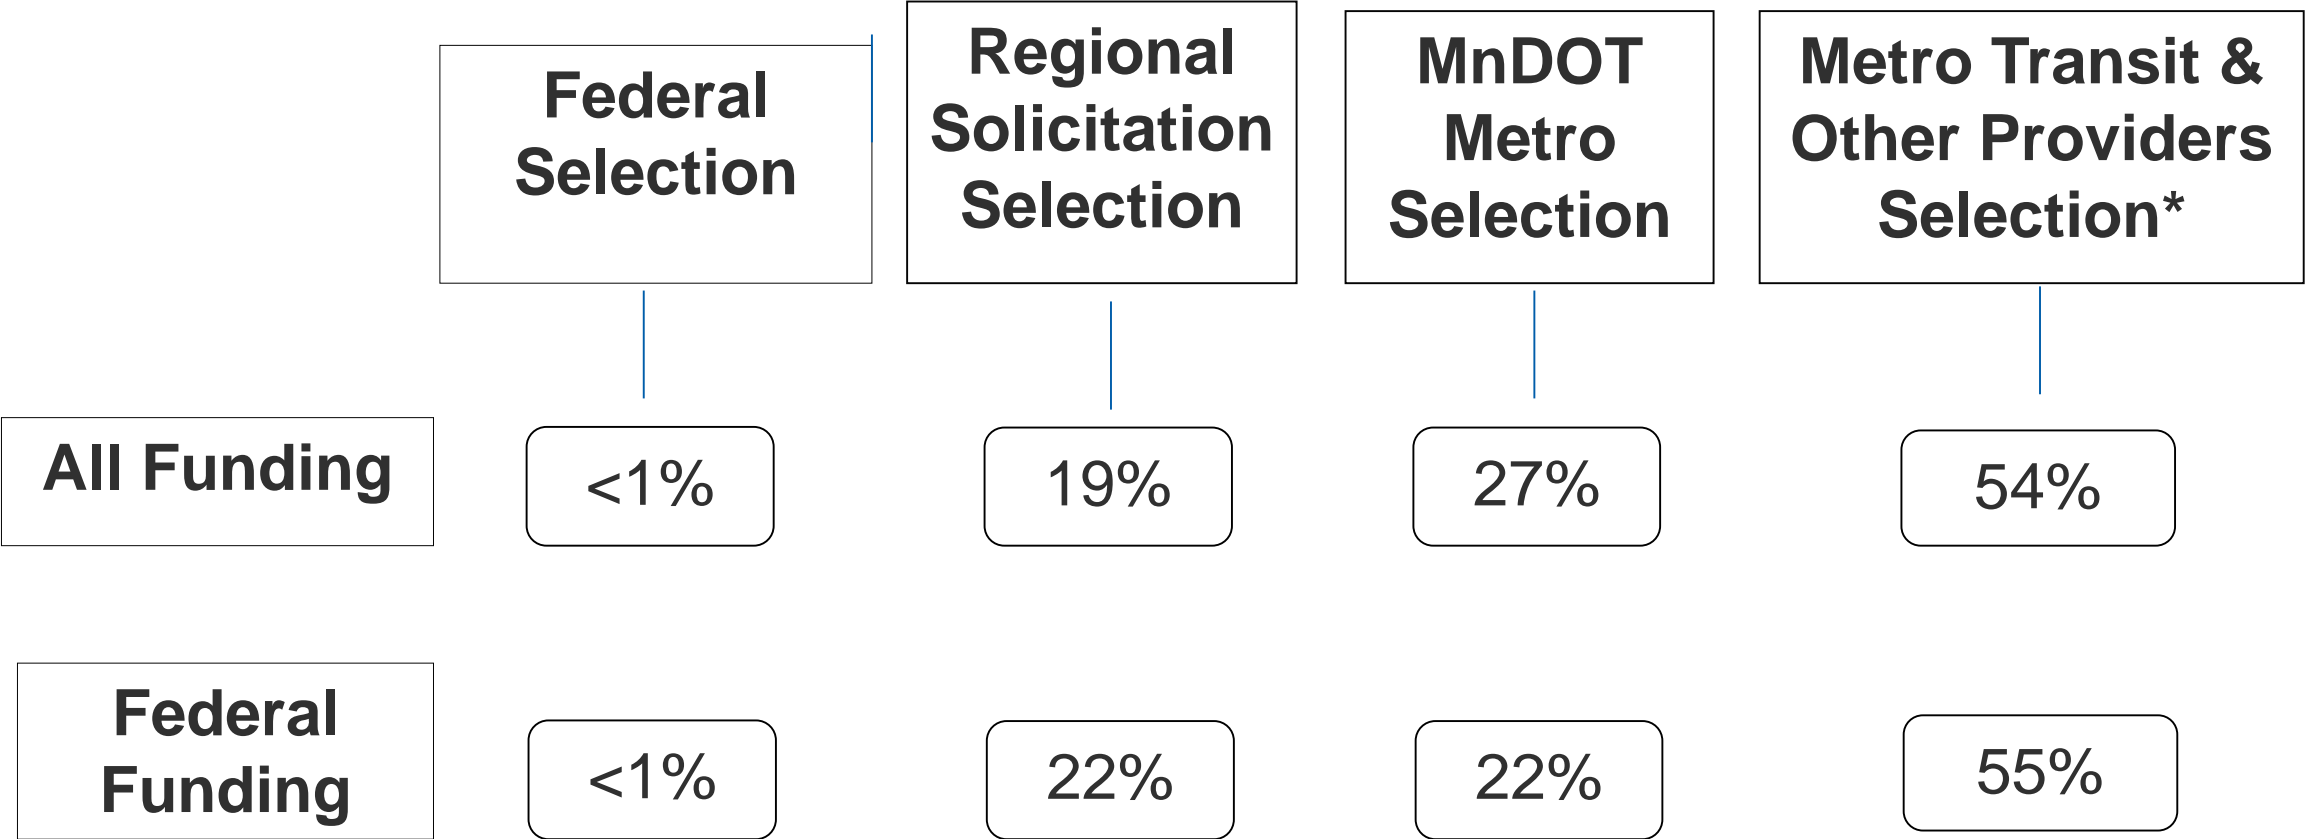 Federal
Selection
Regional
Solicitation
Selection
MnDOT
Metro
Selection
Metro Transit &
Other Providers
Selection*
All Funding
<1%
19%
27%
54%
Federal
Funding
<1%
22%
22%
55%